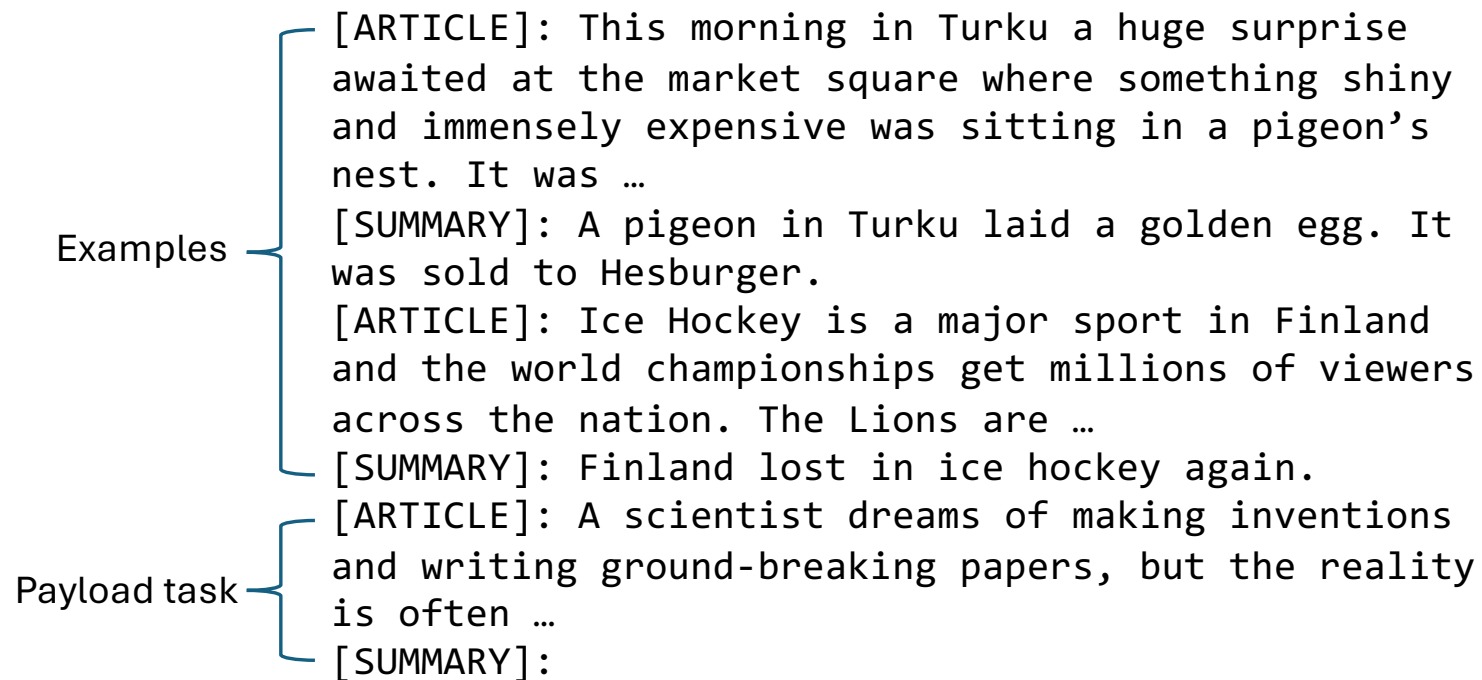 [ARTICLE]: This morning in Turku a huge surprise
awaited at the market square where something shiny
and immensely expensive was sitting in a pigeon’s
nest. It was …
Examples
[SUMMARY]: A pigeon in Turku laid a golden egg. It
was sold to Hesburger.
[ARTICLE]: Ice Hockey is a major sport in Finland
and the world championships get millions of viewers
across the nation. The Lions are …
[SUMMARY]: Finland lost in ice hockey again.
Payload task
[ARTICLE]: A scientist dreams of making inventions
and writing ground-breaking papers, but the reality
is often …
[SUMMARY]: